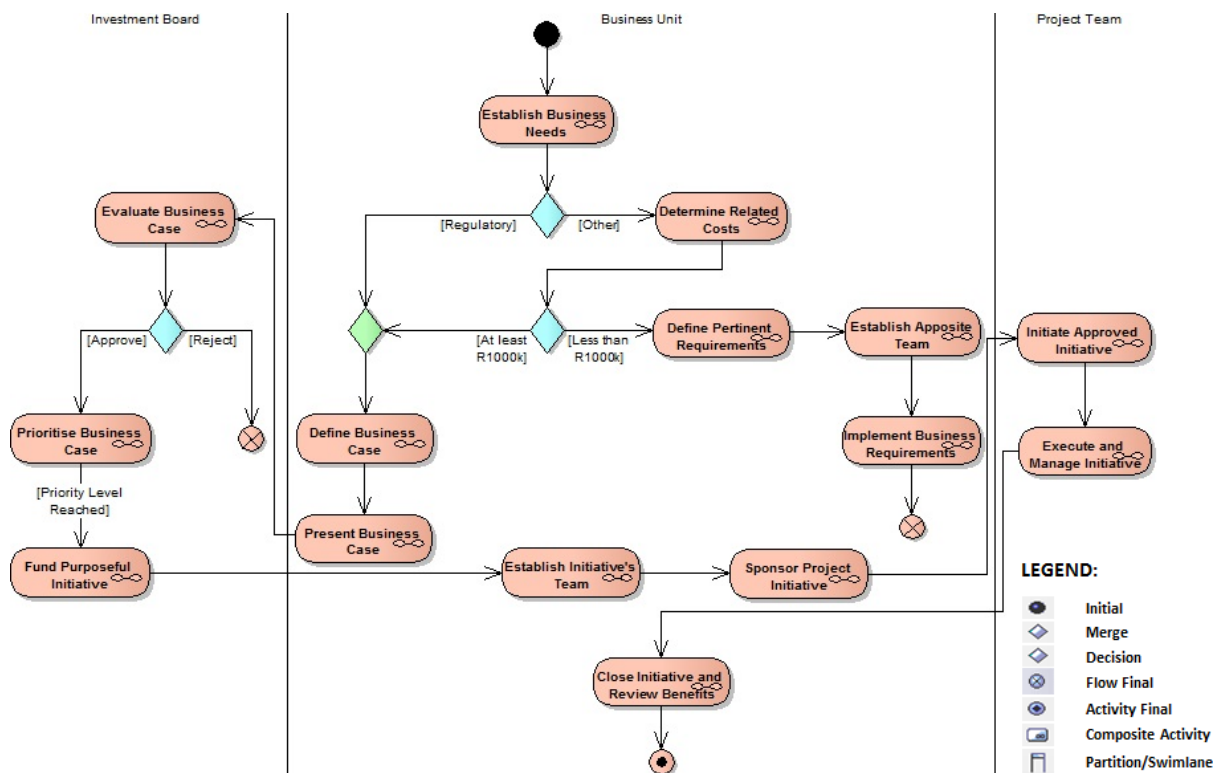 Investment Board
Business Unit
Project Team
Establish Business
Needs
Evaluate Business
Case
[Regulatory]
[Other]
Determine Related
Costs
[Approve]
[Reject]
[At least
R1000k]
[Less than
R1000k]
Define Pertinent
Requirements
Establish Apposite
Team
Initiate Approved
Initiative
Prioritise Business
Case
Define Business
Case
Implement Business
Requirements
Execute and
Manage Initiative
[Priority Level
Reached]
Present Business
Case
Fund Purposeful
Initiative
Establish Initiative's
Team
Sponsor Project
Initiative
Close Initiative and
Review Benefits
LEGEND:
Initial
Merge
Decision
Flow Final
Activity Final
Composite Activity
Partition/Swimlane